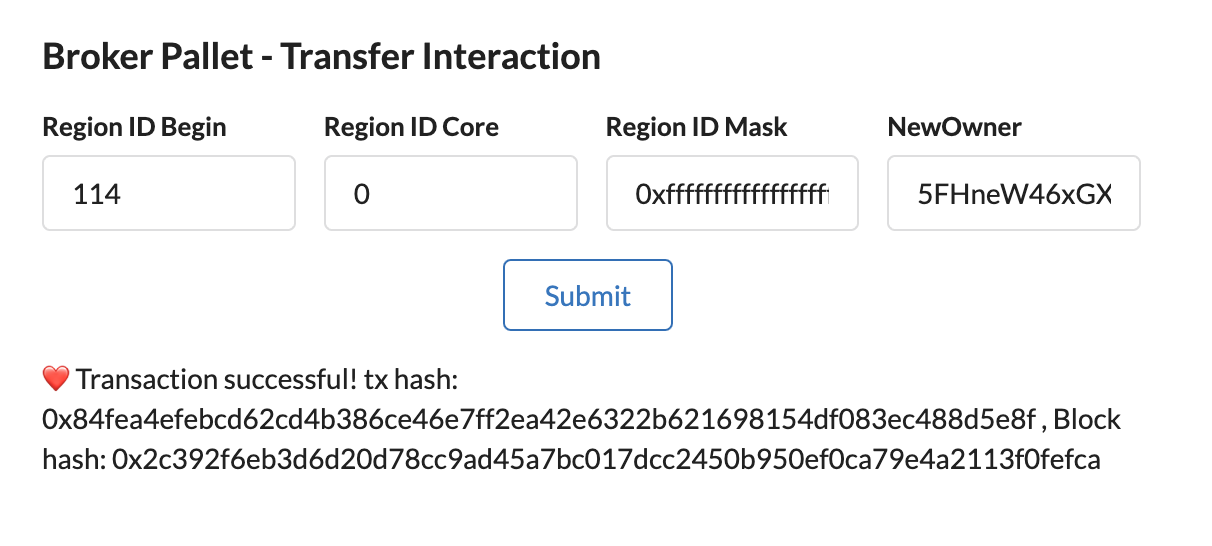 Broker Pallet - Transfer Interaction
Region ID Begin Region ID Core Region ID Mask NewOwner
114 0 0xffffffffffffffffff 5FHneW46xGX
Submit
❤️ Transaction successful! tx hash:
0x84fea4efebcd62cd4b386ce46e7ff2ea42e6322b621698154df083ec488d5e8f , Block
hash: 0x2c392f6eb3d6d20d78cc9ad45a7bc017dcc2450b950ef0ca79e4a2113f0fefca